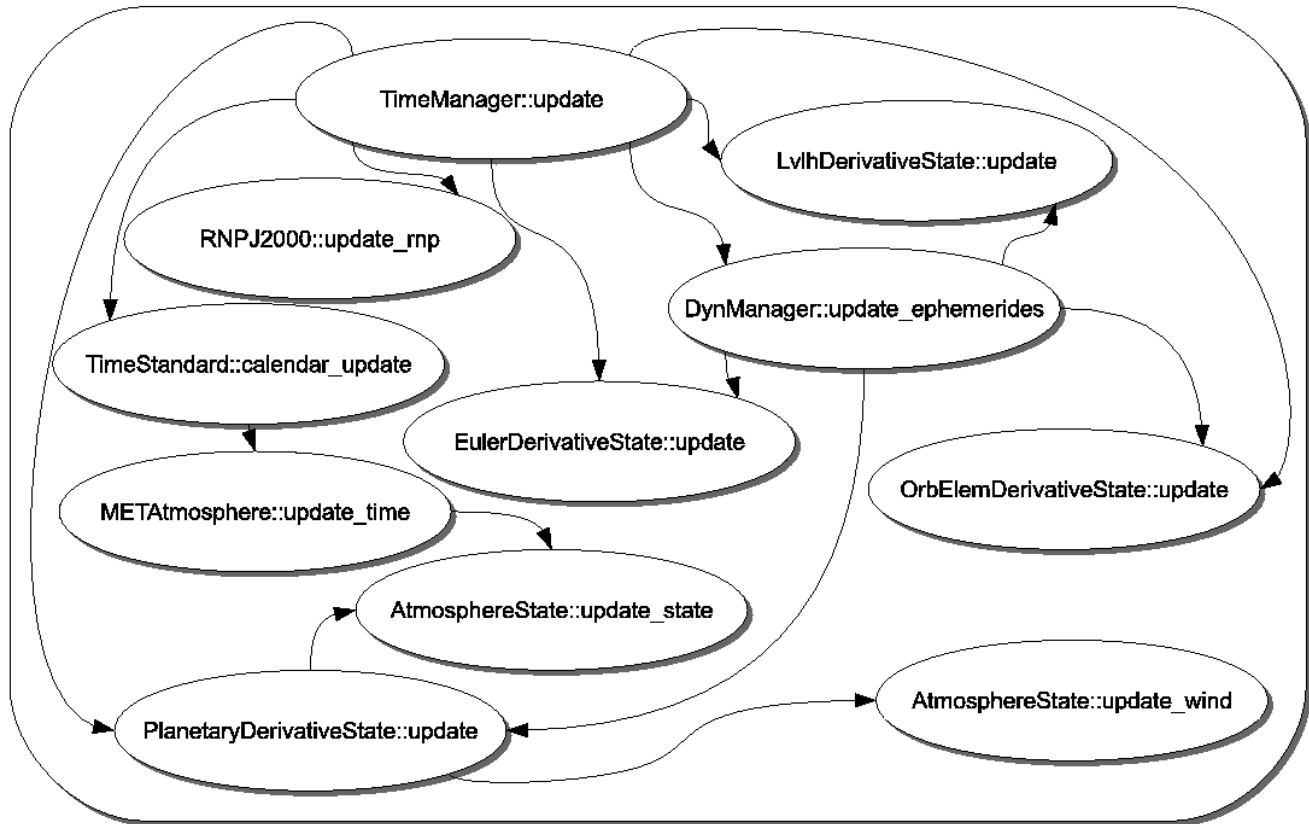 TimeManager::update
LvlhDerivativeState::update
RNPJ2000::update_rnp
DynManager::update_ephemerides
TimeStandard::calendar_update
EulerDerivativeState::update
OrbElemDerivativeState::update
METAtmosphere::update_time
AtmosphereState::update_state
AtmosphereState::update_wind
PlanetaryDerivativeState::update